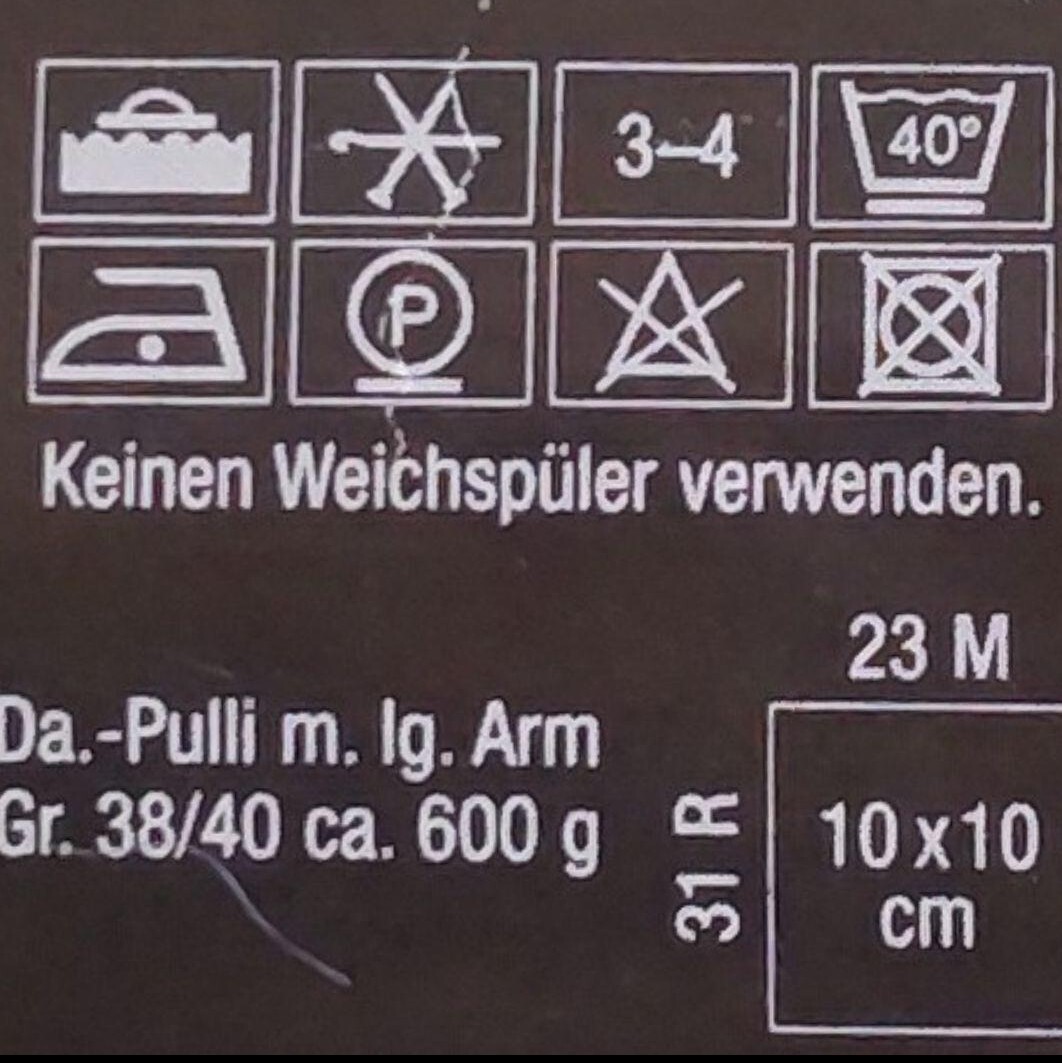 3–4
40°
P
Keinen Weichspüler verwenden.
23 M
Da.-Pulli m. lg. Arm
Gr. 38/40 ca. 600 g
31 R
10 x 10
cm